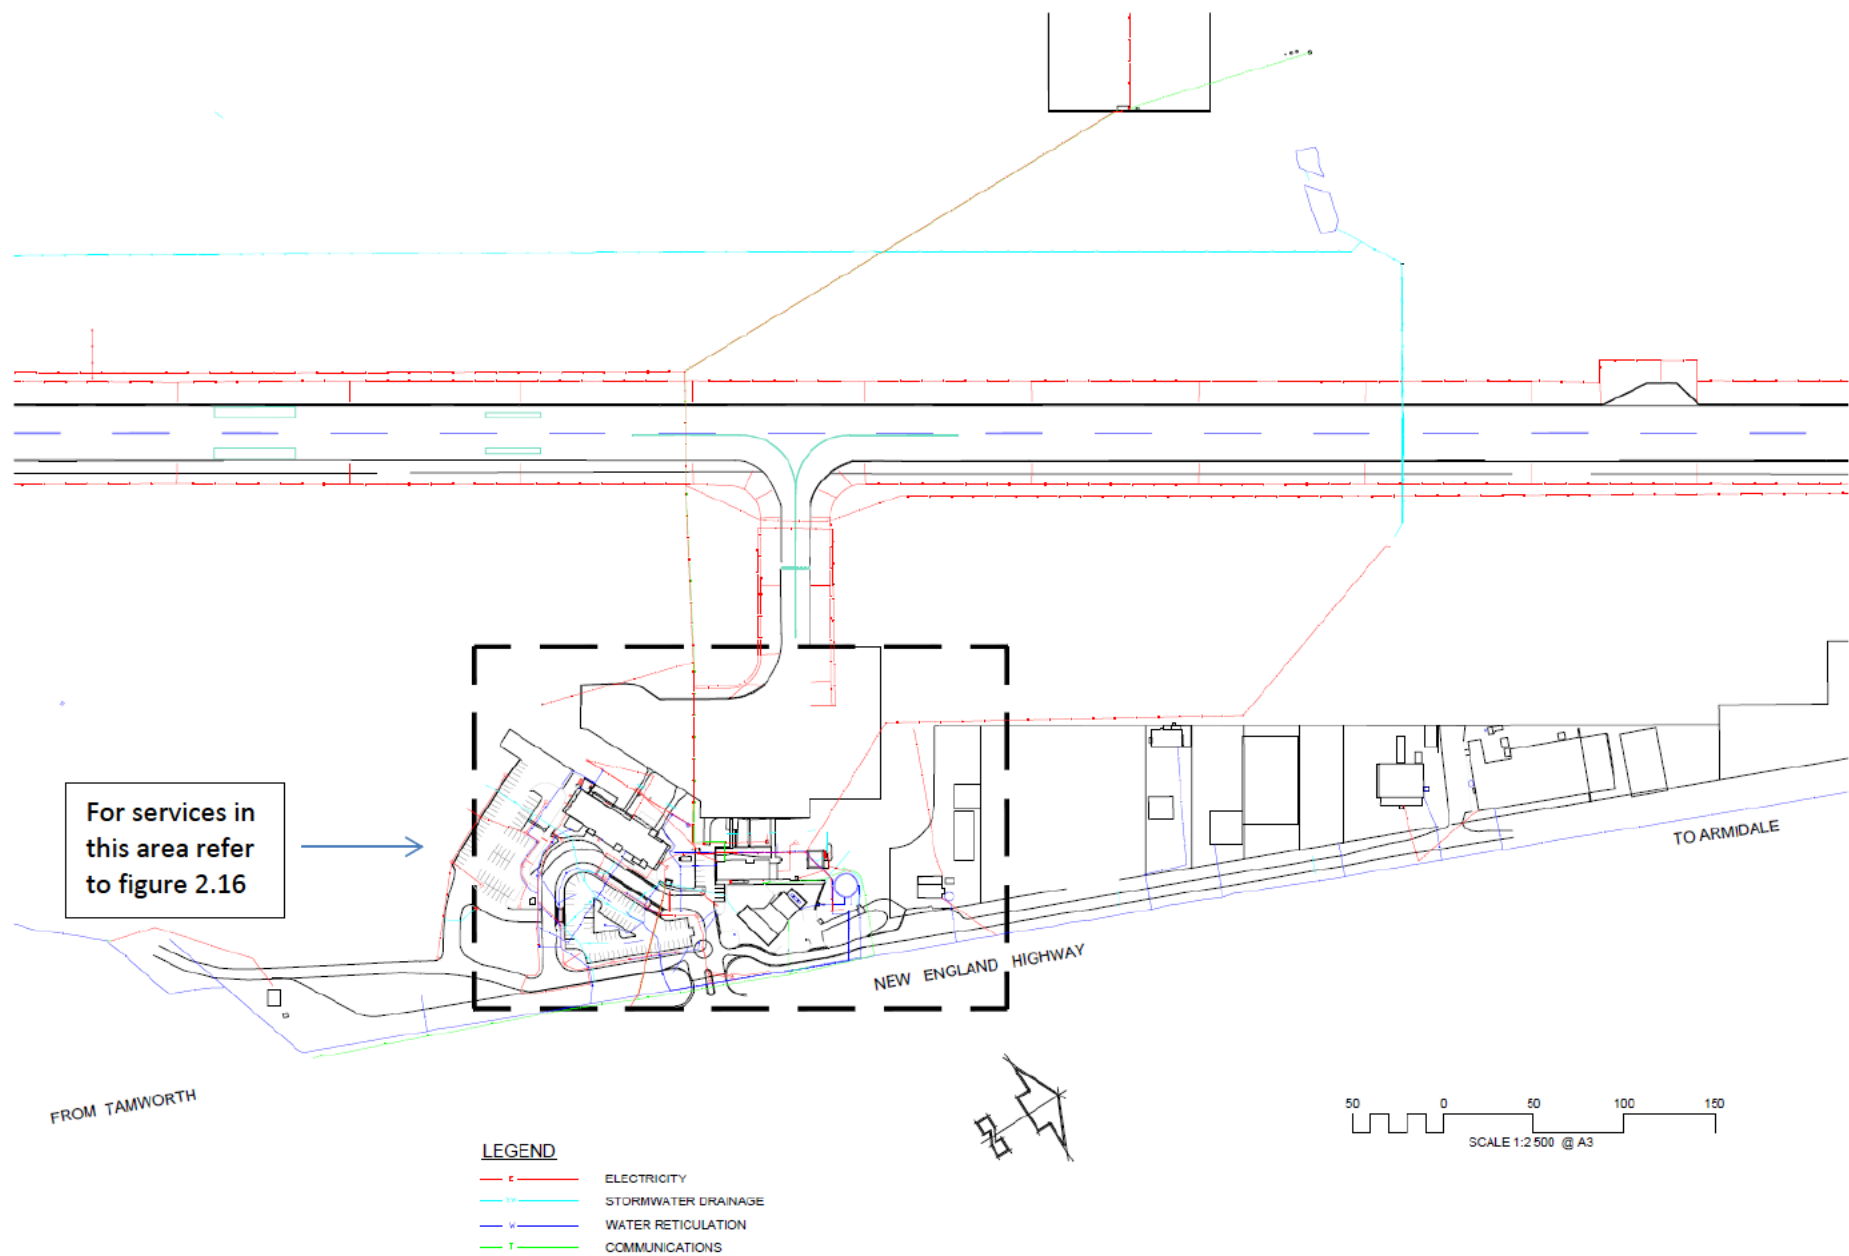 For services in
this area refer
to figure 2.16
TO ARMIDALE
NEW ENGLAND HIGHWAY
FROM TAMWORTH
50 0 50 100 150
SCALE 1:2 500 @ A3
LEGEND
E ELECTRICITY
SW STORMWATER DRAINAGE
W WATER RETICULATION
T COMMUNICATIONS